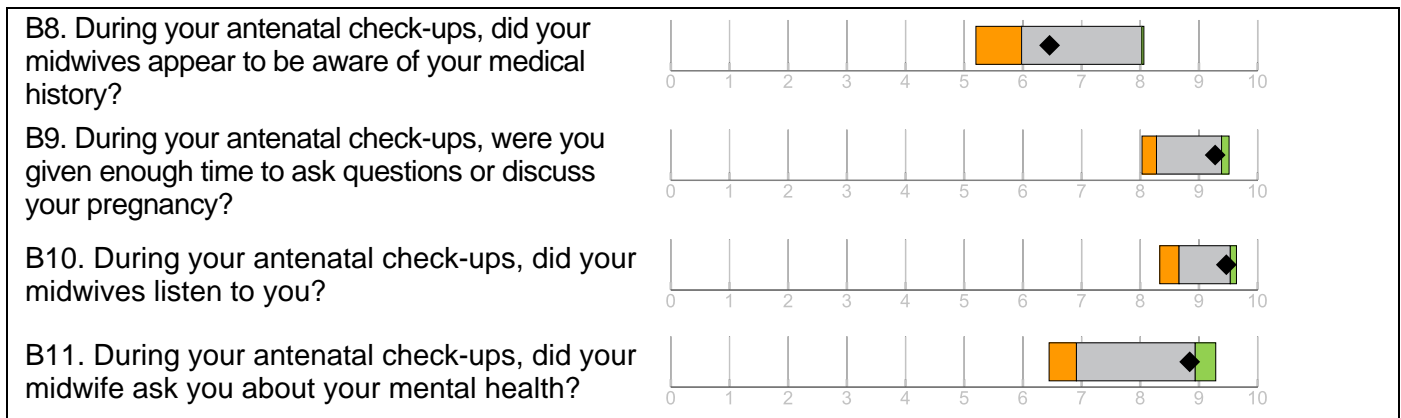 B8. During your antenatal check-ups, did your
midwives appear to be aware of your medical
history?
0 1 2 3 4 5 6 7 8 9 10
B9. During your antenatal check-ups, were you
given enough time to ask questions or discuss
your pregnancy?
0 1 2 3 4 5 6 7 8 9 10
B10. During your antenatal check-ups, did your
midwives listen to you?
0 1 2 3 4 5 6 7 8 9 10
B11. During your antenatal check-ups, did your
midwife ask you about your mental health?
0 1 2 3 4 5 6 7 8 9 10